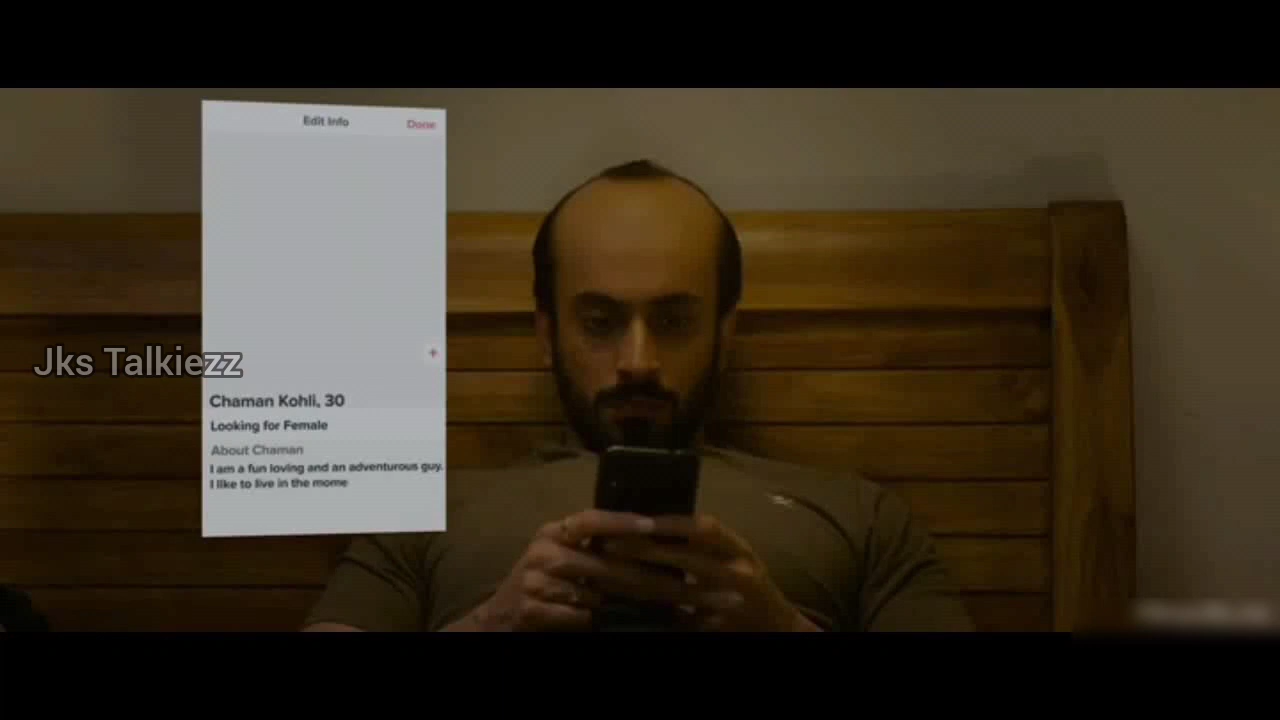 Edit Info
Done
Jks Talkiezz
Chaman Kohli, 30
Looking for Female
About Chaman
I am a fun loving and an adventurous guy.
I like to live in the mome